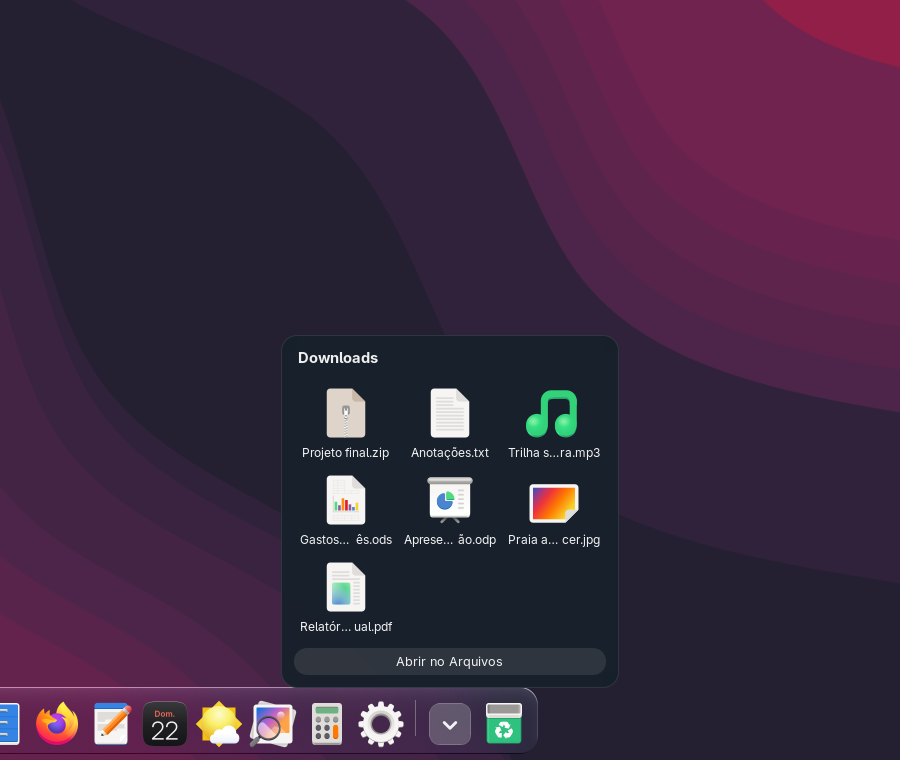 Downloads
Projeto final.zip
Anotações.txt
Trilha s...ra.mp3
Gastos... ês.ods
Aprese... ão.odp
Praia a... cer.jpg
Relatór... ual.pdf
Abrir no Arquivos
Dom.
22